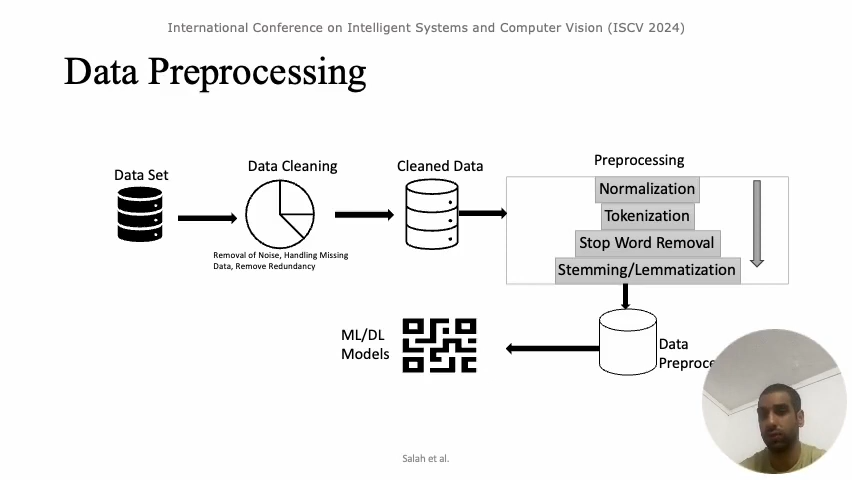 International Conference on Intelligent Systems and Computer Vision (ISCV 2024)
Data Preprocessing
Data Set
Data Cleaning
Removal of Noise, Handling Missing
Data, Remove Redundancy
Cleaned Data
Preprocessing
Normalization
Tokenization
Stop Word Removal
Stemming/Lemmatization
Data
ML/DL
Models
Salah et al.